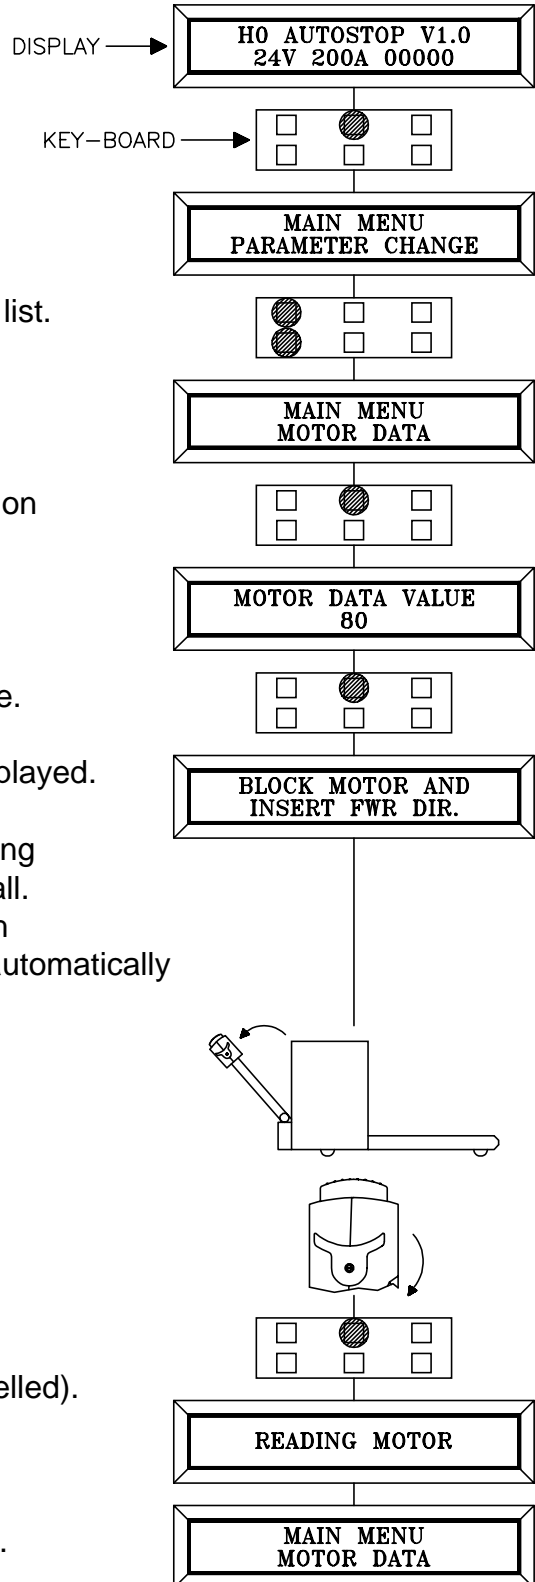 DISPLAY
H0 AUTOSTOP V1.0
24V 200A 00000
KEY-BOARD
MAIN MENU
PARAMETER CHANGE
list.
MAIN MENU
MOTOR DATA
on
MOTOR DATA VALUE
80
e.
played.
BLOCK MOTOR AND
INSERT FWR DIR.
ng
all.
n
automatically
elled).
READING MOTOR
.
MAIN MENU
MOTOR DATA